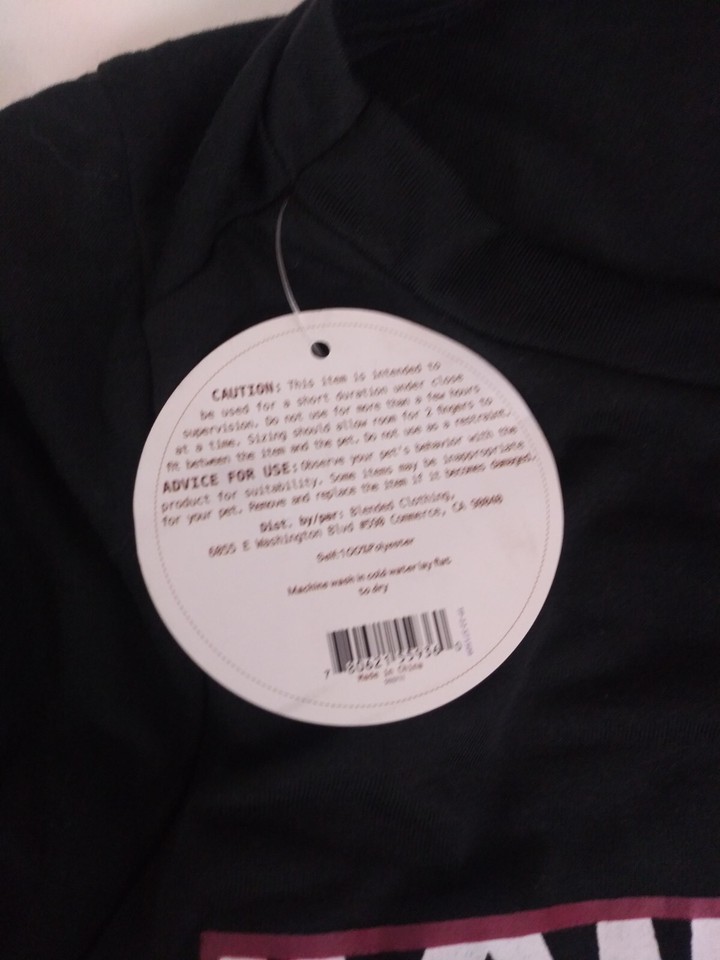 CAUTION: This item is intended to
be used for a short duration under close
supervision. Do not use for more than a few hours
at a time. Sizing should allow room for 2 fingers to
fit between the item and the pet. Do not use as a restraint.
ADVICE FOR USE: Observe your pet's behavior with the
product for suitability. Some items may be inappropriate
for your pet. Remove and replace the item if it becomes damaged.
Dist. by/par: Blended Clothing,
6055 E Washington Blvd #598 Commerce, CA 90040
Self: 100% Polyester
Machine wash in cold water lay flat
to dry
Made in China